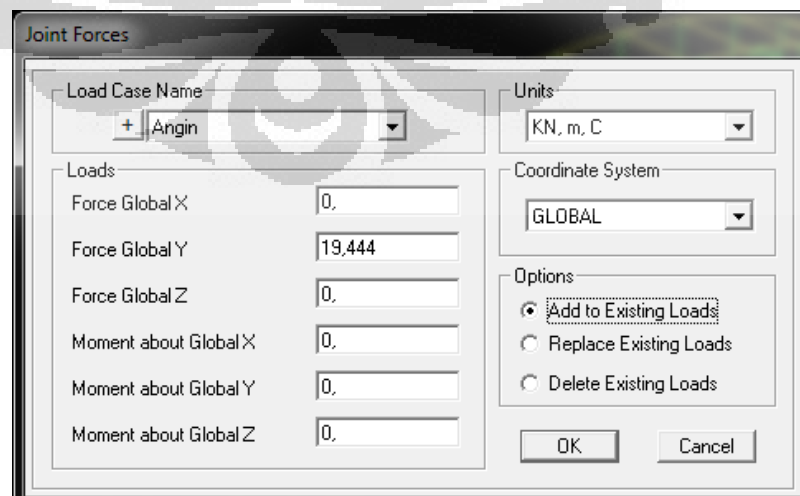 Joint Forces
Load Case Name
+ Angin
Units
KN, m, C
Loads
Force Global X 0,
Force Global Y 19,444
Force Global Z 0,
Moment about Global X 0,
Moment about Global Y 0,
Moment about Global Z 0,
Coordinate System
GLOBAL
Options
Add to Existing Loads
Replace Existing Loads
Delete Existing Loads
OK Cancel